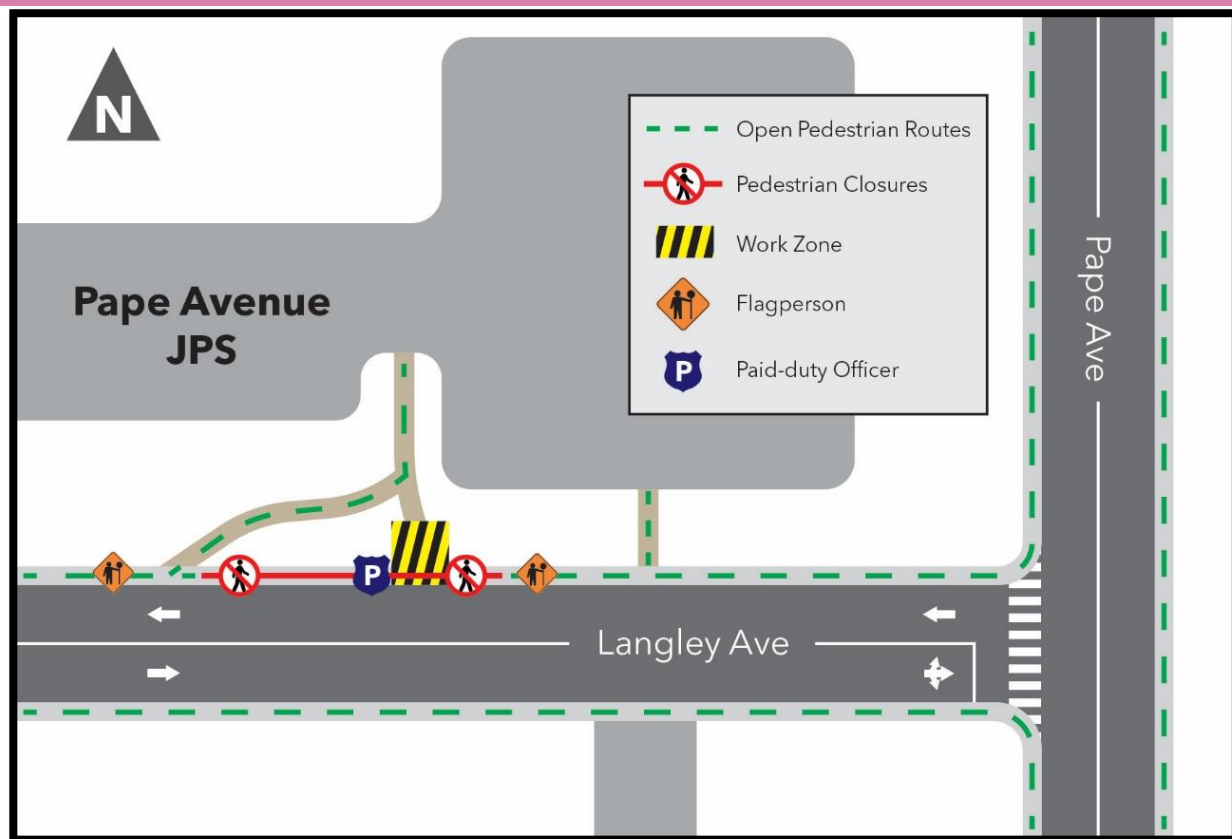 N
Open Pedestrian Routes
Pedestrian Closures
Work Zone
Flagperson
P
Paid-duty Officer
Pape Avenue
JPS
Pape Ave
P
Langley Ave